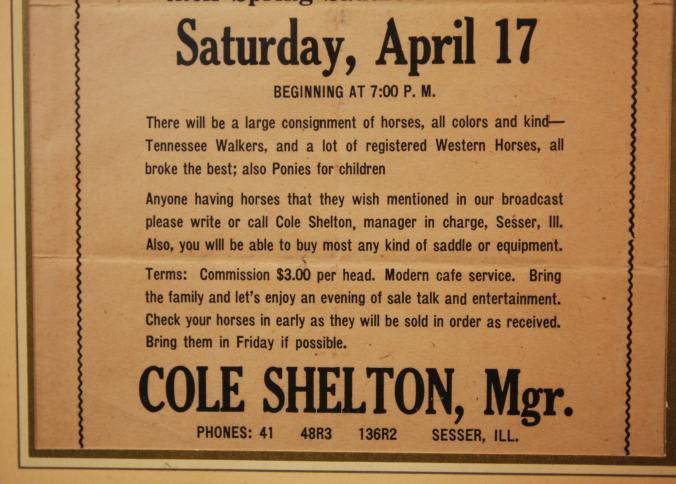 their Spring
Saturday, April 17
BEGINNING AT 7:00 P. M.
There will be a large consignment of horses, all colors and kind—
Tennessee Walkers, and a lot of registered Western Horses, all
broke the best; also Ponies for children
Anyone having horses that they wish mentioned in our broadcast
please write or call Cole Shelton, manager in charge, Sesser, Ill.
Also, you will be able to buy most any kind of saddle or equipment.
Terms: Commission $3.00 per head. Modern cafe service. Bring
the family and let's enjoy an evening of sale talk and entertainment.
Check your horses in early as they will be sold in order as received.
Bring them in Friday if possible.
COLE SHELTON, Mgr.
PHONES: 41 48R3 136R2 SESSER, ILL.